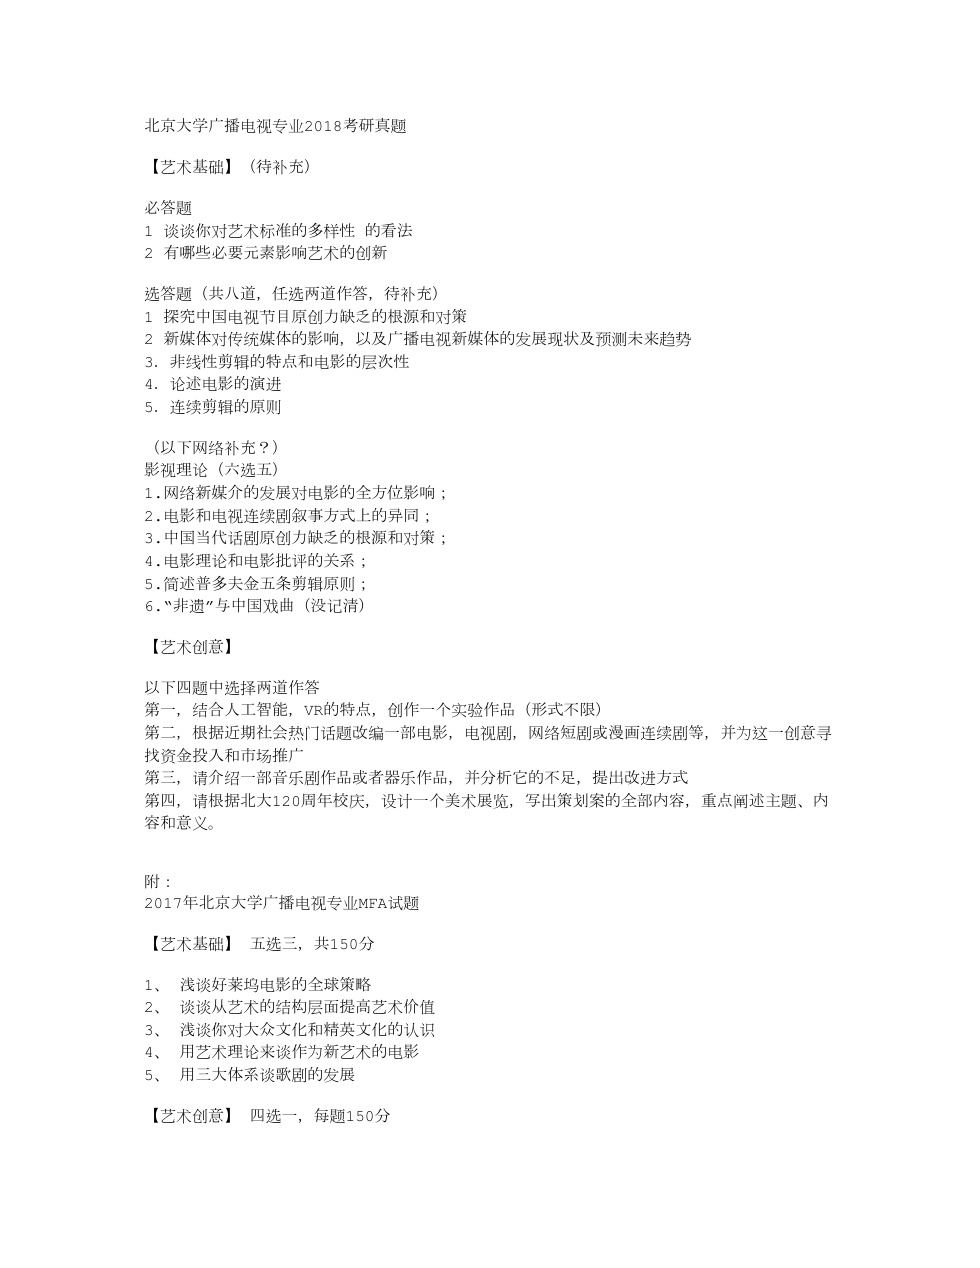 北京大学广播电视专业2018考研真题
【艺术基础】（待补充）
必答题
1 谈谈你对艺术标准的多样性 的看法
2 有哪些必要元素影响艺术的创新
选答题（共八道，任选两道作答，待补充）
1 探究中国电视节目原创力缺乏的根源和对策
2 新媒体对传统媒体的影响，以及广播电视新媒体的发展现状及预测未来趋势
3. 非线性剪辑的特点和电影的层次性
4. 论述电影的演进
5. 连续剪辑的原则
（以下网络补充？）
影视理论（六选五）
1.网络新媒介的发展对电影的全方位影响；
2.电影和电视连续剧叙事方式上的异同；
3.中国当代话剧原创力缺乏的根源和对策；
4.电影理论和电影批评的关系；
5.简述普多夫金五条剪辑原则；
6.“非遗”与中国戏曲（没记清）
【艺术创意】
以下四题中选择两道作答
第一，结合人工智能，VR的特点，创作一个实验作品（形式不限）
第二，根据近期社会热门话题改编一部电影，电视剧，网络短剧或漫画连续剧等，并为这一创意寻
找资金投入和市场推广
第三，请介绍一部音乐剧作品或者器乐作品，并分析它的不足，提出改进方式
第四，请根据北大120周年校庆，设计一个美术展览，写出策划案的全部内容，重点阐述主题、内
容和意义。
附：
2017年北京大学广播电视专业MFA试题
【艺术基础】 五选三，共150分
1、 浅谈好莱坞电影的全球策略
2、 谈谈从艺术的结构层面提高艺术价值
3、 浅谈你对大众文化和精英文化的认识
4、 用艺术理论来谈作为新艺术的电影
5、 用三大体系谈歌剧的发展
【艺术创意】 四选一，每题150分